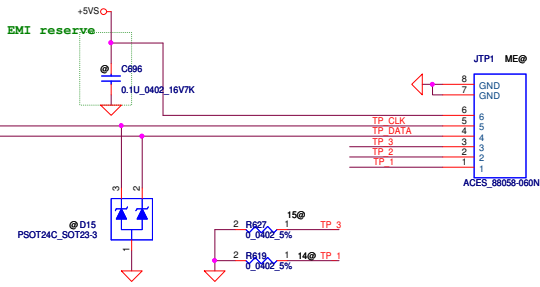 +5VS
EMI reserve
@ C696
0.1U_0402_16V7K
JTP1 ME@
8 GND
7 GND
6 6
TP_CLK 5 5
TP_DATA 4 4
TP_3 3 3
TP_2 2 2
TP_1 1 1
ACES_88058-060N
3 2
@ D15
PSOT24C_SOT23-3
1
15@
2 R627 1 TP_3
0_0402_5%
2 R619 1 14@ TP_1
0_0402_5%